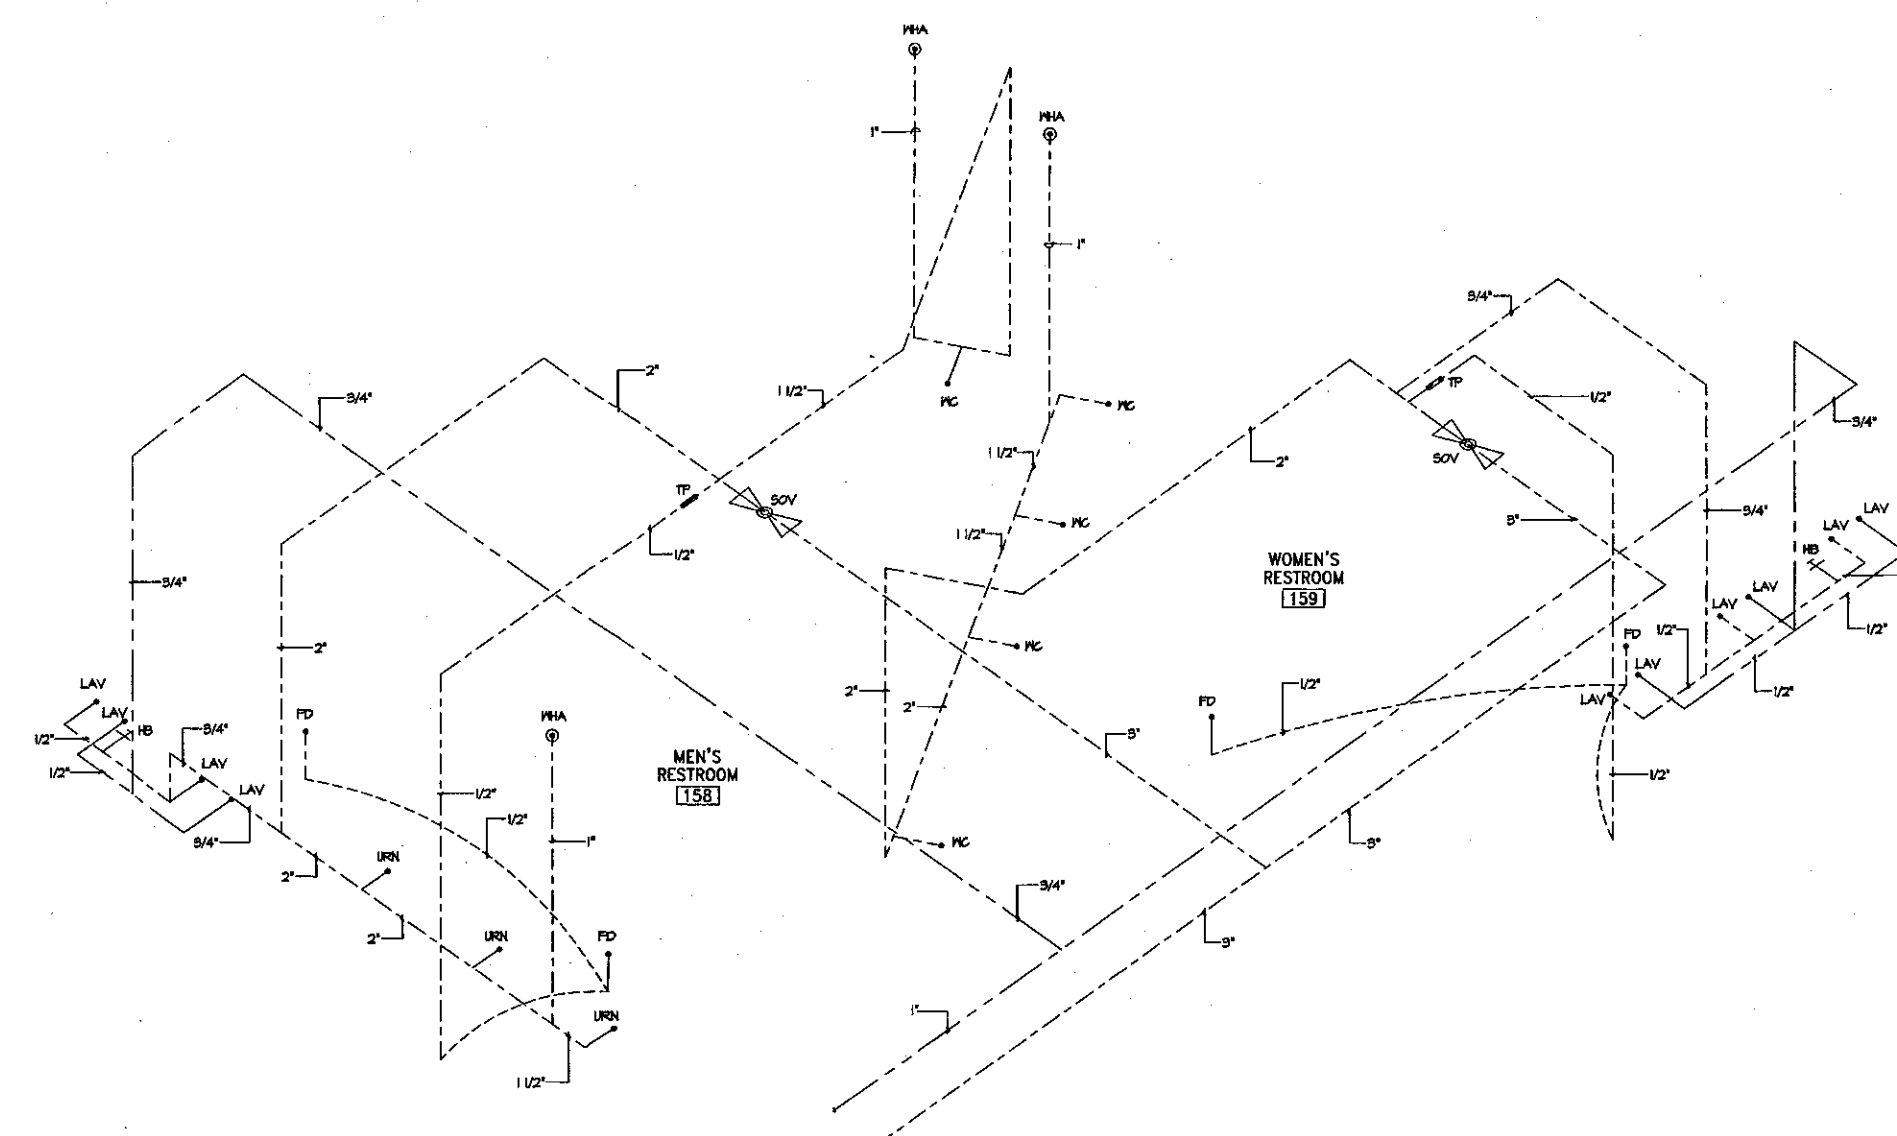 WHA
WHA
1"
1"
3/4"
2"
3/4"
1 1/2"
WC
WC
1/2"
3/4"
TP
2"
1 1/2"
SOV
TP
SOV
3"
3/4"
LAV
LAV
1/2"
WC
1 1/2"
HB
3/4"
WOMEN'S
RESTROOM
159
LAV
LAV
2"
WC
1/2"
FD
1/2"
LAV
LAV
LAV
HB
1/2"
1/2"
3/4"
FD
WHA
2"
2"
FD
1/2"
LAV
1/2"
3"
MEN'S
RESTROOM
158
LAV
LAV
1/2"
1/2"
1/2"
3/4"
2"
URN
1"
WC
3"
3/4"
2"
URN
FD
3"
1"
URN
1 1/2"